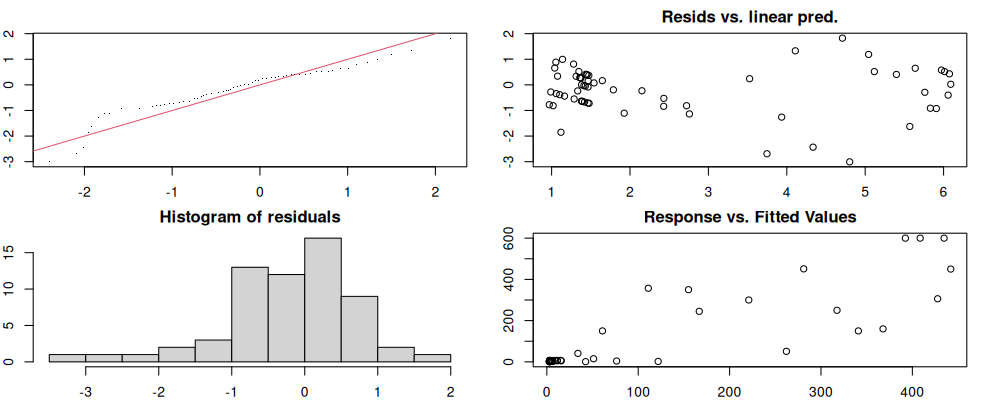 Resids vs. linear pred.
-3 -2 -1 0 1 2
-2 -1 0 1 2
-3 -2 -1 0 1 2
1 2 3 4 5 6
Histogram of residuals
0 5 10 15
-3 -2 -1 0 1 2
Response vs. Fitted Values
0 200 400 600
0 100 200 300 400